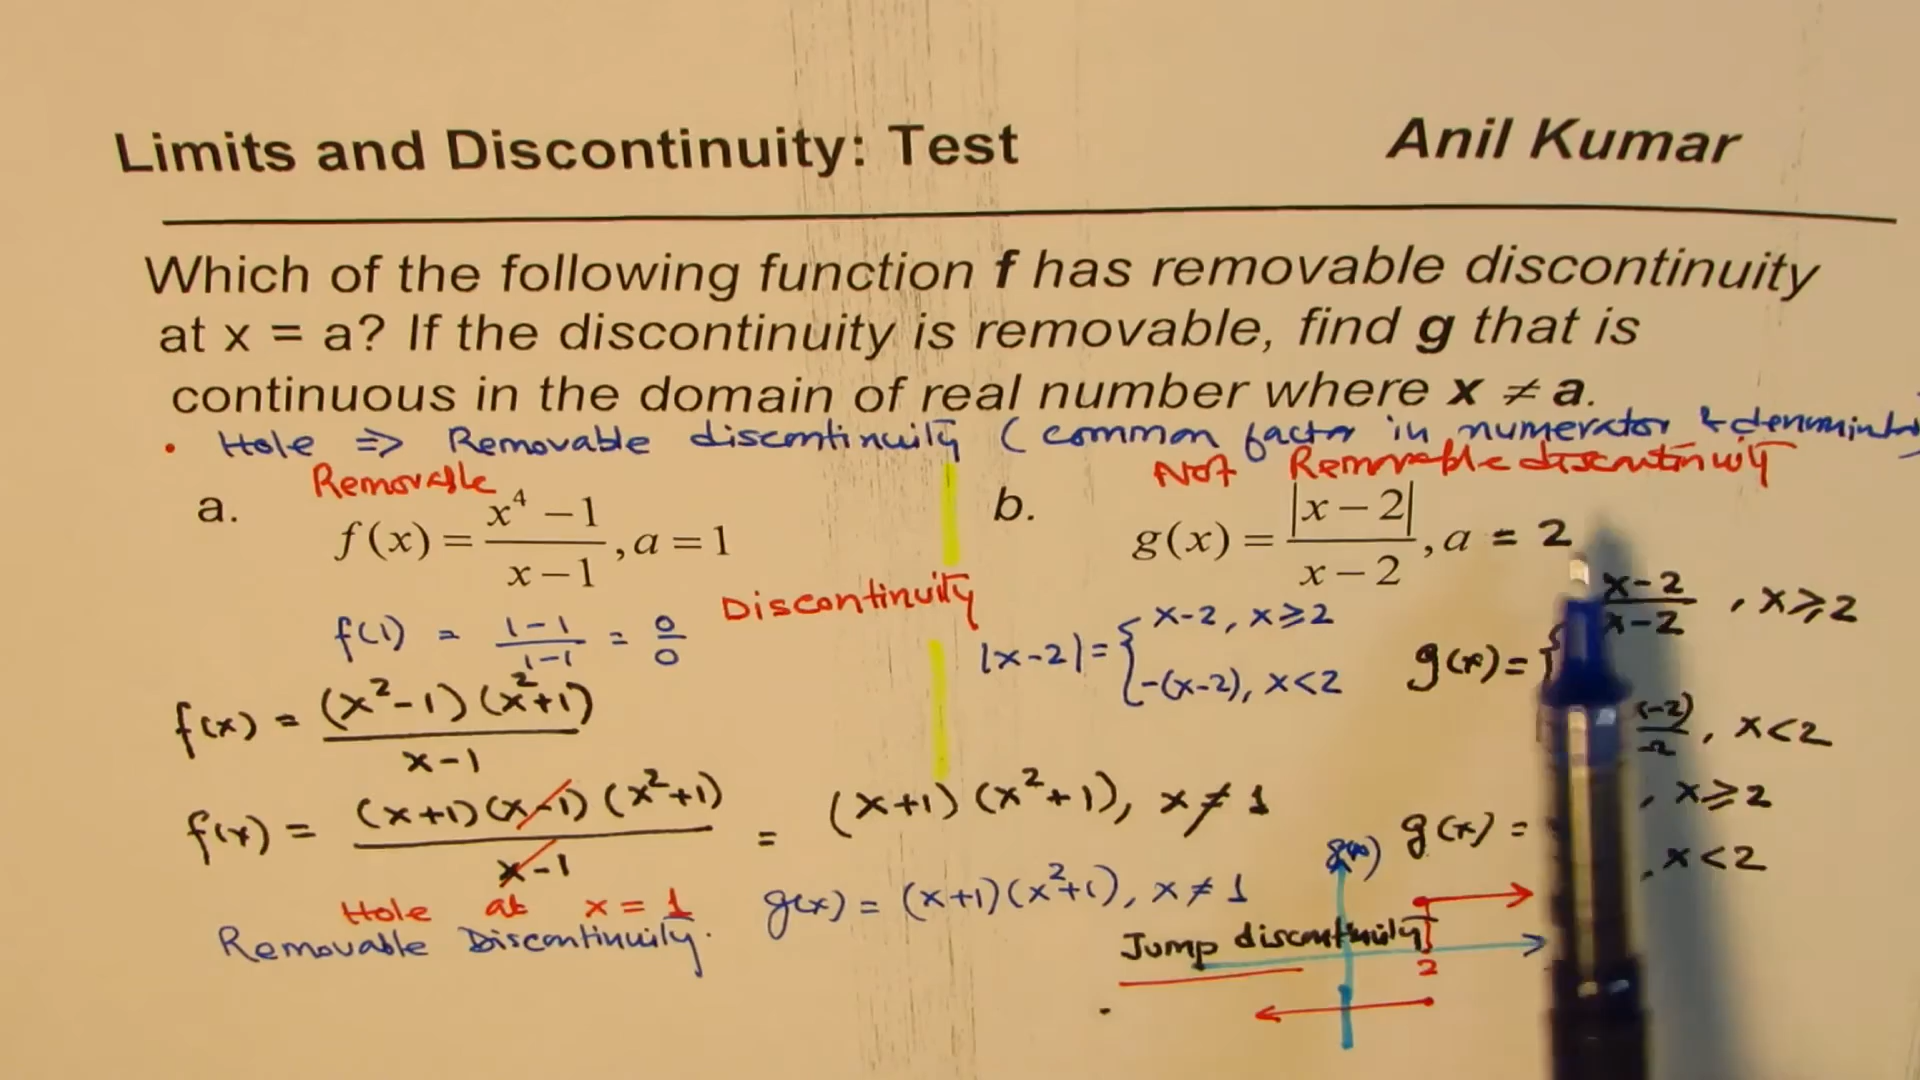 Limits and Discontinuity: Test Anil Kumar
Which of the following function f has removable discontinuity
at x = a? If the discontinuity is removable, find g that is
continuous in the domain of real number where x ≠ a.
• Hole => Removable discontinuity (common factor in numerator &
Removable
a. f(x) = (x⁴ − 1)/(x − 1), a = 1
f(1) = (1-1)/(1-1) = 0/0
Discontinuity
f(x) = (x²-1)(x²+1)/(x-1)
f(x) = (x+1)(x-1)(x²+1)/(x-1) = (x+1)(x²+1), x ≠ 1
Hole at x = 1
Removable Discontinuity.
g(x) = (x+1)(x²+1), x ≠ 1
Not Removable discontinuity
b. g(x) = |x − 2|/(x − 2), a = 2
|x-2| = { x-2, x≥2
-(x-2), x<2
g(x) = { (x-2)/(x-2), x≥2
, x<2
g(x) = , x≥2
, x<2
g(x)
Jump discontinuity
2